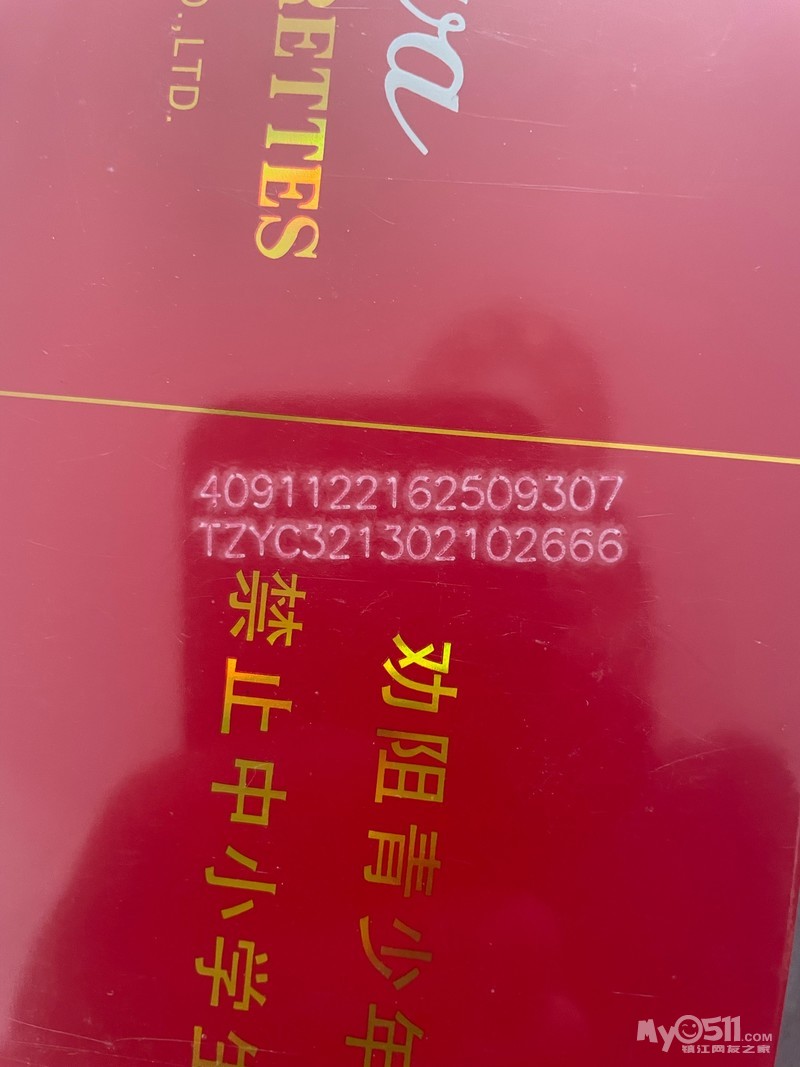 ,LTD.
RETTES
ra
4091122162509307
TZYC321302102666
劝阻青少年
禁止中小学生
My0511.COM
镇江网友之家